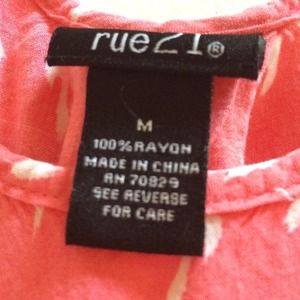 rue21®
M
100% RAYON
MADE IN CHINA
RN 70829
SEE REVERSE
FOR CARE